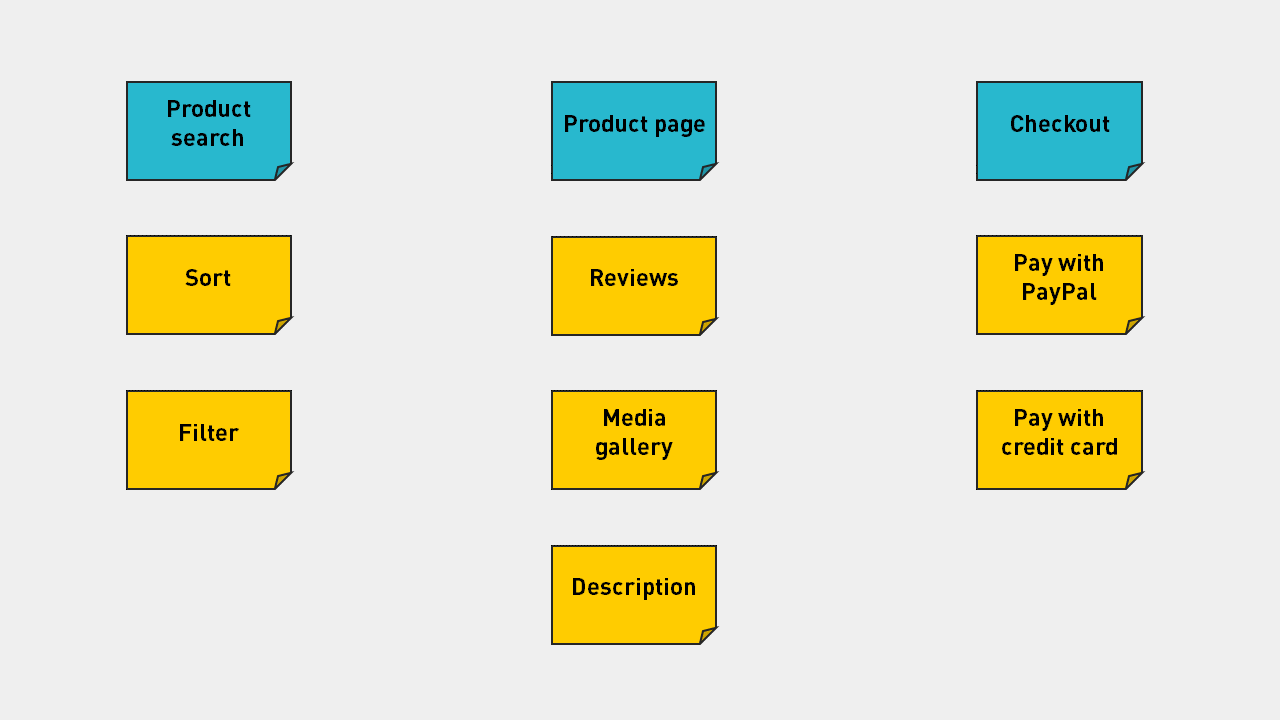 Product
search
Product page
Checkout
Sort
Reviews
Pay with
PayPal
Filter
Media
gallery
Pay with
credit card
Description